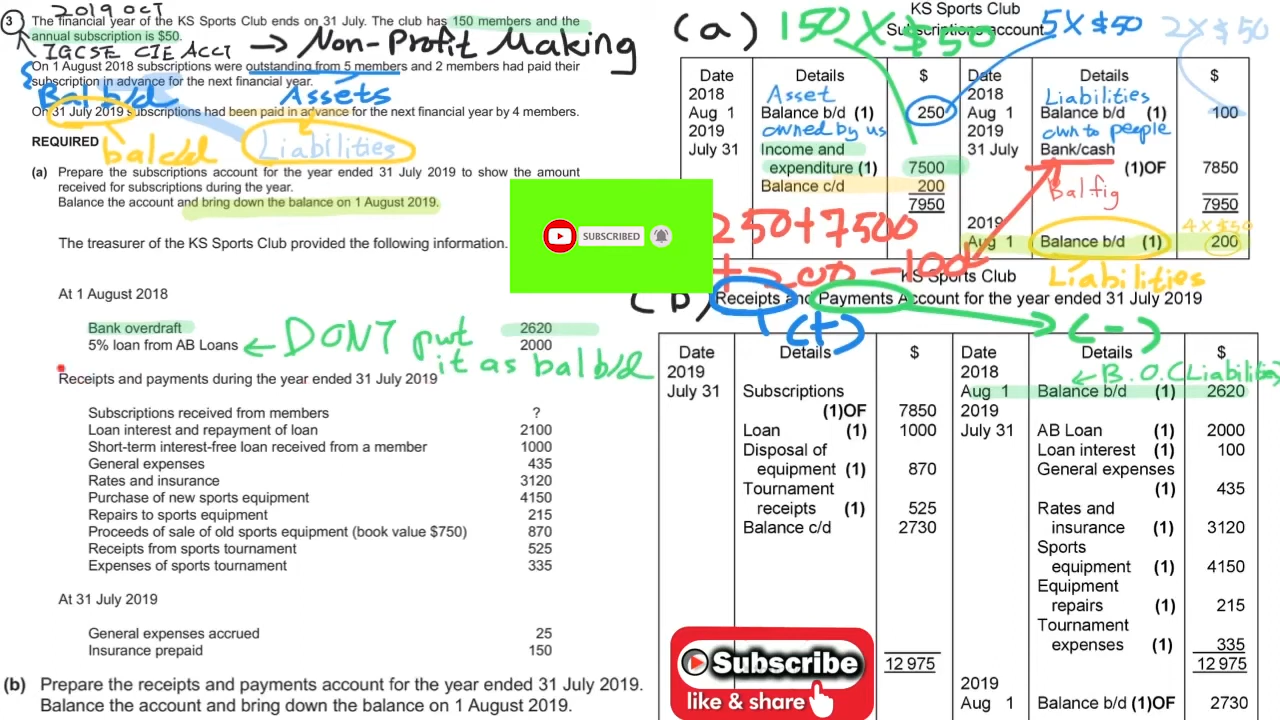 2019 OCT
3 The financial year of the KS Sports Club ends on 31 July. The club has 150 members and the
annual subscription is $50.
IGCSE CIE ACCT → Non-Profit Making
On 1 August 2018 subscriptions were outstanding from 5 members and 2 members had paid their
subscription in advance for the next financial year.
Bal b/d Assets
On 31 July 2019 subscriptions had been paid in advance for the next financial year by 4 members.
REQUIRED
bal c/d Liabilities
(a) Prepare the subscriptions account for the year ended 31 July 2019 to show the amount
received for subscriptions during the year.
Balance the account and bring down the balance on 1 August 2019.
The treasurer of the KS Sports Club provided the following information.
At 1 August 2018
Bank overdraft 2620
5% loan from AB Loans 2000
← DON'T put
it as bal b/d
Receipts and payments during the year ended 31 July 2019
Subscriptions received from members ?
Loan interest and repayment of loan 2100
Short-term interest-free loan received from a member 1000
General expenses 435
Rates and insurance 3120
Purchase of new sports equipment 4150
Repairs to sports equipment 215
Proceeds of sale of old sports equipment (book value $750) 870
Receipts from sports tournament 525
Expenses of sports tournament 335
At 31 July 2019
General expenses accrued 25
Insurance prepaid 150
(b) Prepare the receipts and payments account for the year ended 31 July 2019.
Balance the account and bring down the balance on 1 August 2019.
SUBSCRIBED
(a) 150 X $50 5 X $50 2 X $50
KS Sports Club
Subscriptions account
Date Details $ Date Details $
2018 Asset 2018 Liabilities
Aug 1 Balance b/d (1) 250 Aug 1 Balance b/d (1) 100
2019 owned by us 2019 own to people
July 31 Income and 31 July Bank/cash
expenditure (1) 7500 (1)OF 7850
Balance c/d 200 Bal fig
7950 7950
250+7500 2019 4 x $50
Aug 1 Balance b/d (1) 200
+200 -100
Liabilities
KS Sports Club
(b) Receipts and Payments Account for the year ended 31 July 2019
(+) (-)
Date Details $ Date Details $
2019 2018 ← B.O (Liabilities)
July 31 Subscriptions Aug 1 Balance b/d (1) 2620
(1)OF 7850 2019
Loan (1) 1000 July 31 AB Loan (1) 2000
Disposal of Loan interest (1) 100
equipment (1) 870 General expenses
Tournament (1) 435
receipts (1) 525 Rates and
Balance c/d 2730 insurance (1) 3120
Sports
equipment (1) 4150
Equipment
repairs (1) 215
Tournament
expenses (1) 335
12 975 12 975
2019
Aug 1 Balance b/d (1)OF 2730
Subscribe
like & share